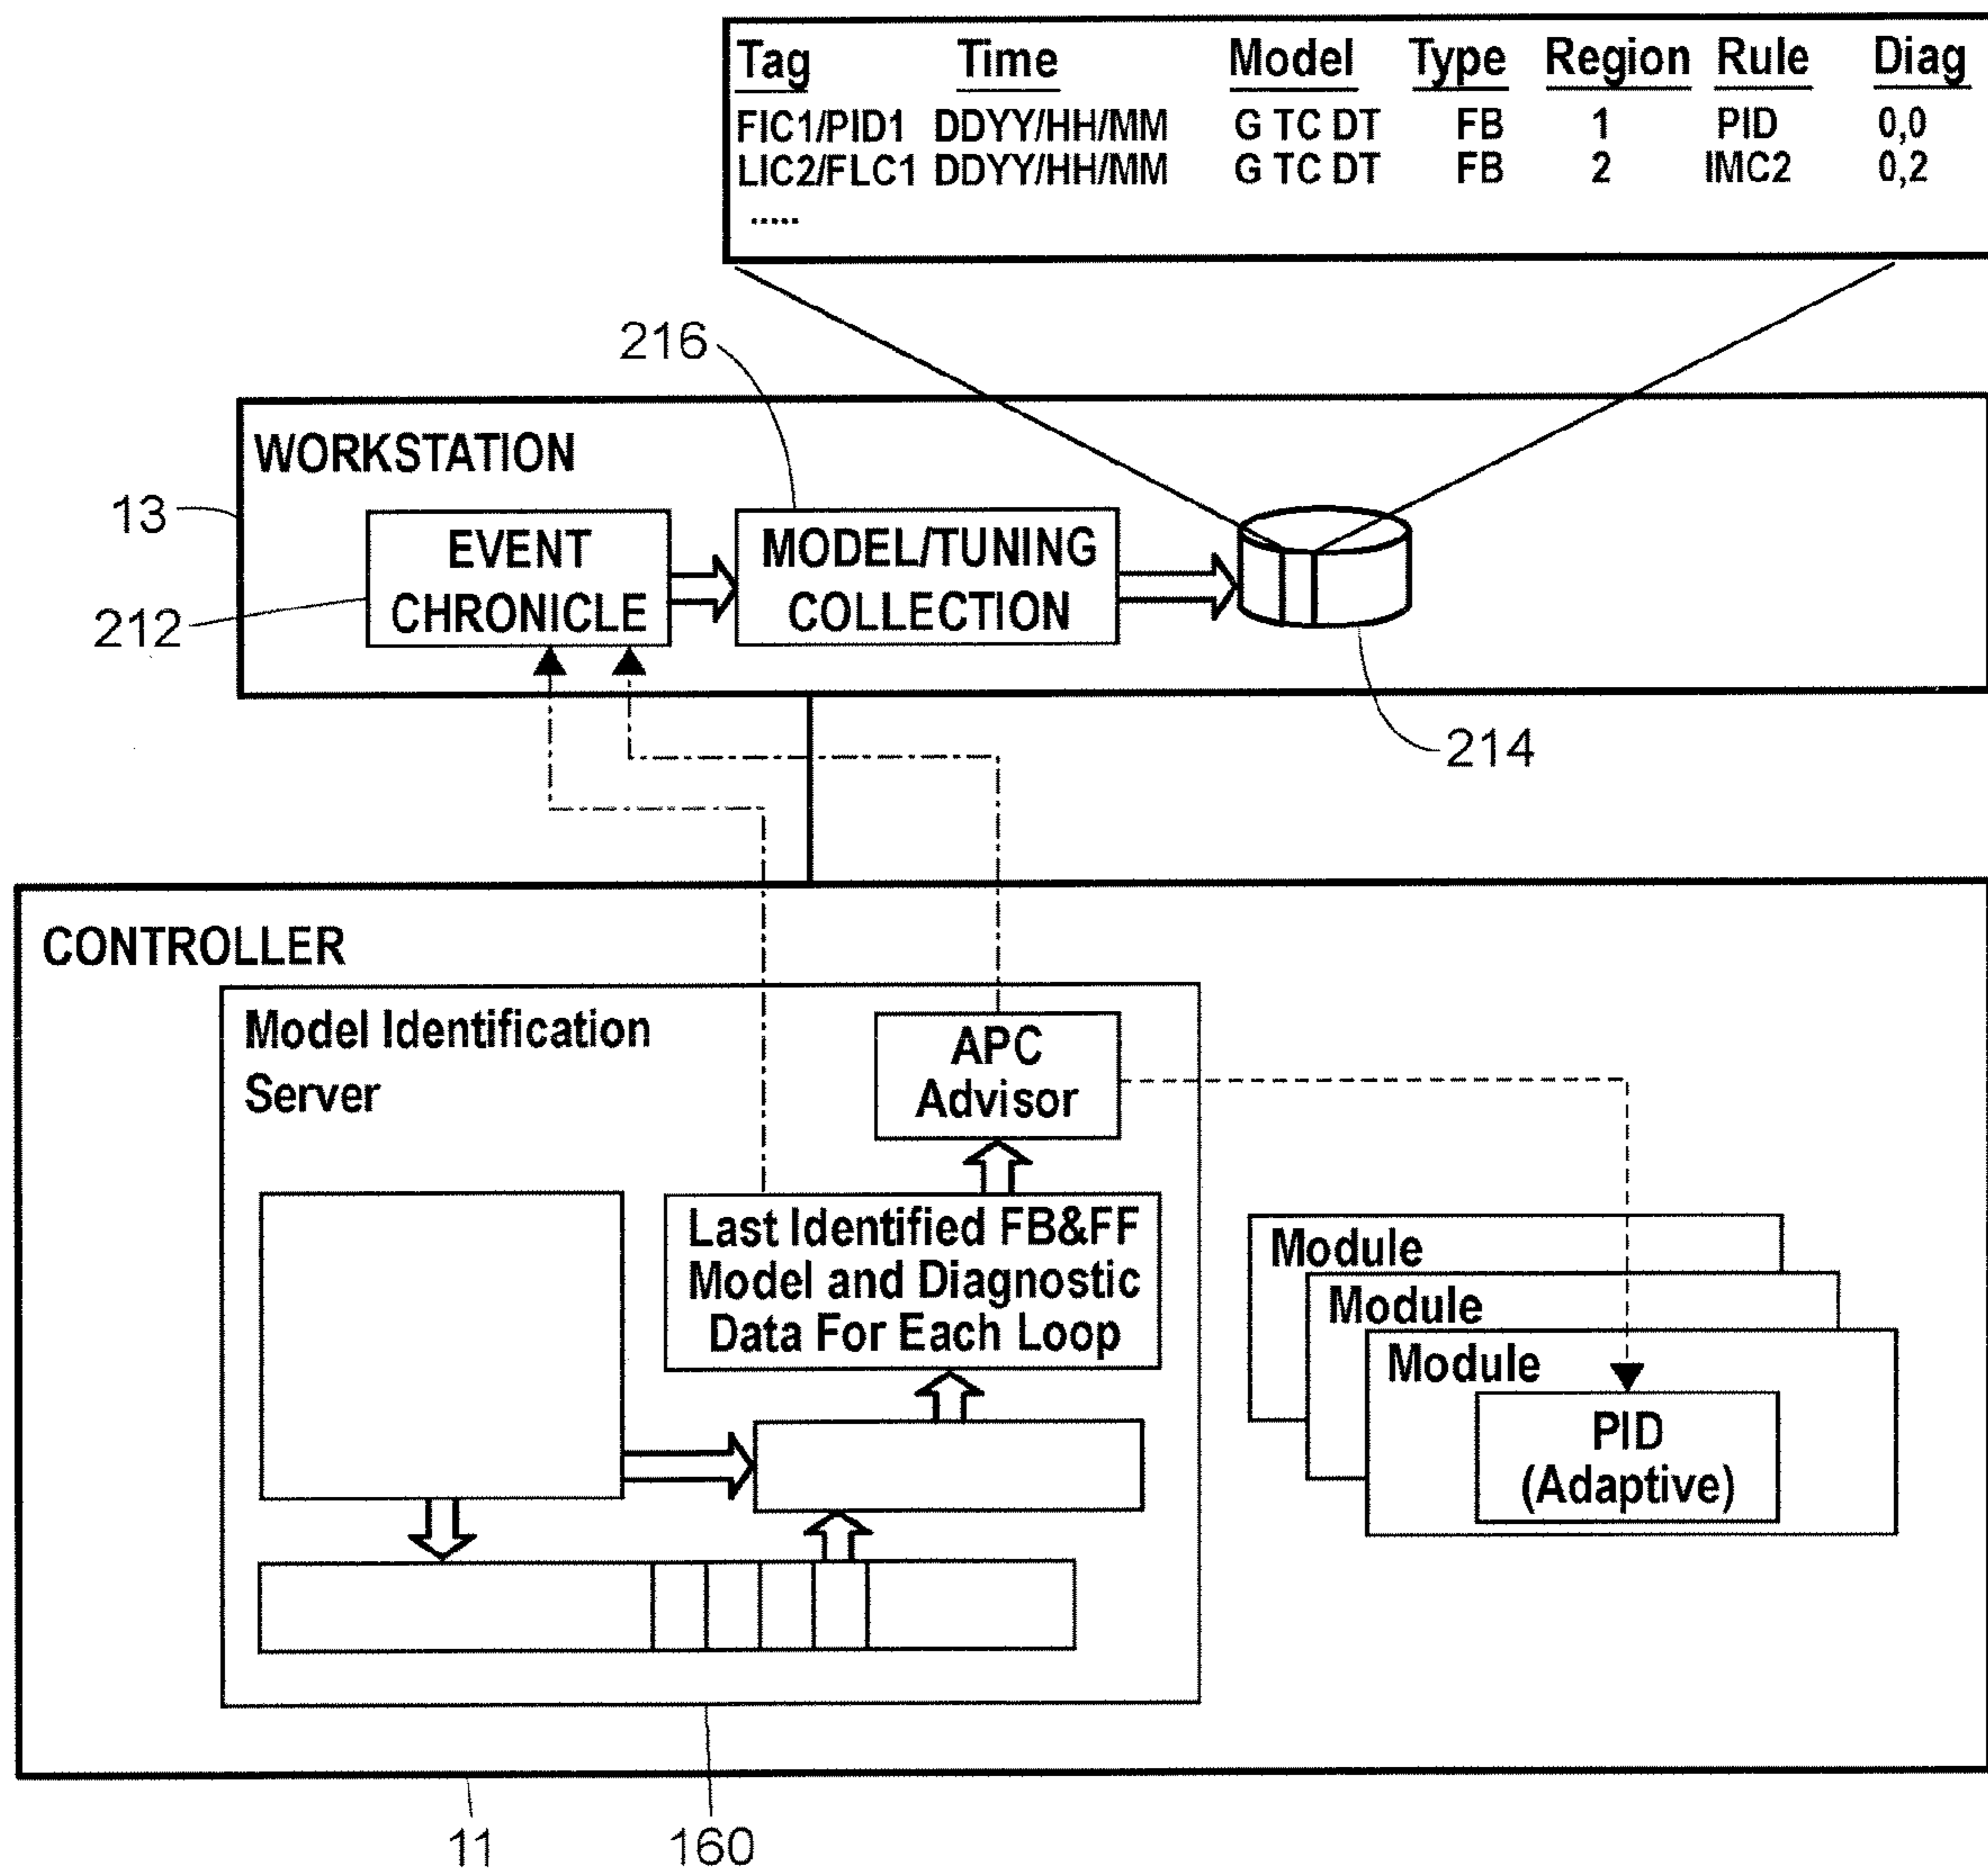 Tag Time Model Type Region Rule Diag
FIC1/PID1 DDYY/HH/MM G TC DT FB 1 PID 0,0
LIC2/FLC1 DDYY/HH/MM G TC DT FB 2 IMC2 0,2
.....
216
WORKSTATION
13
EVENT
CHRONICLE
MODEL/TUNING
COLLECTION
212
214
CONTROLLER
Model Identification
Server
APC
Advisor
Last Identified FB&FF
Model and Diagnostic
Data For Each Loop
Module
Module
Module
PID
(Adaptive)
11
160